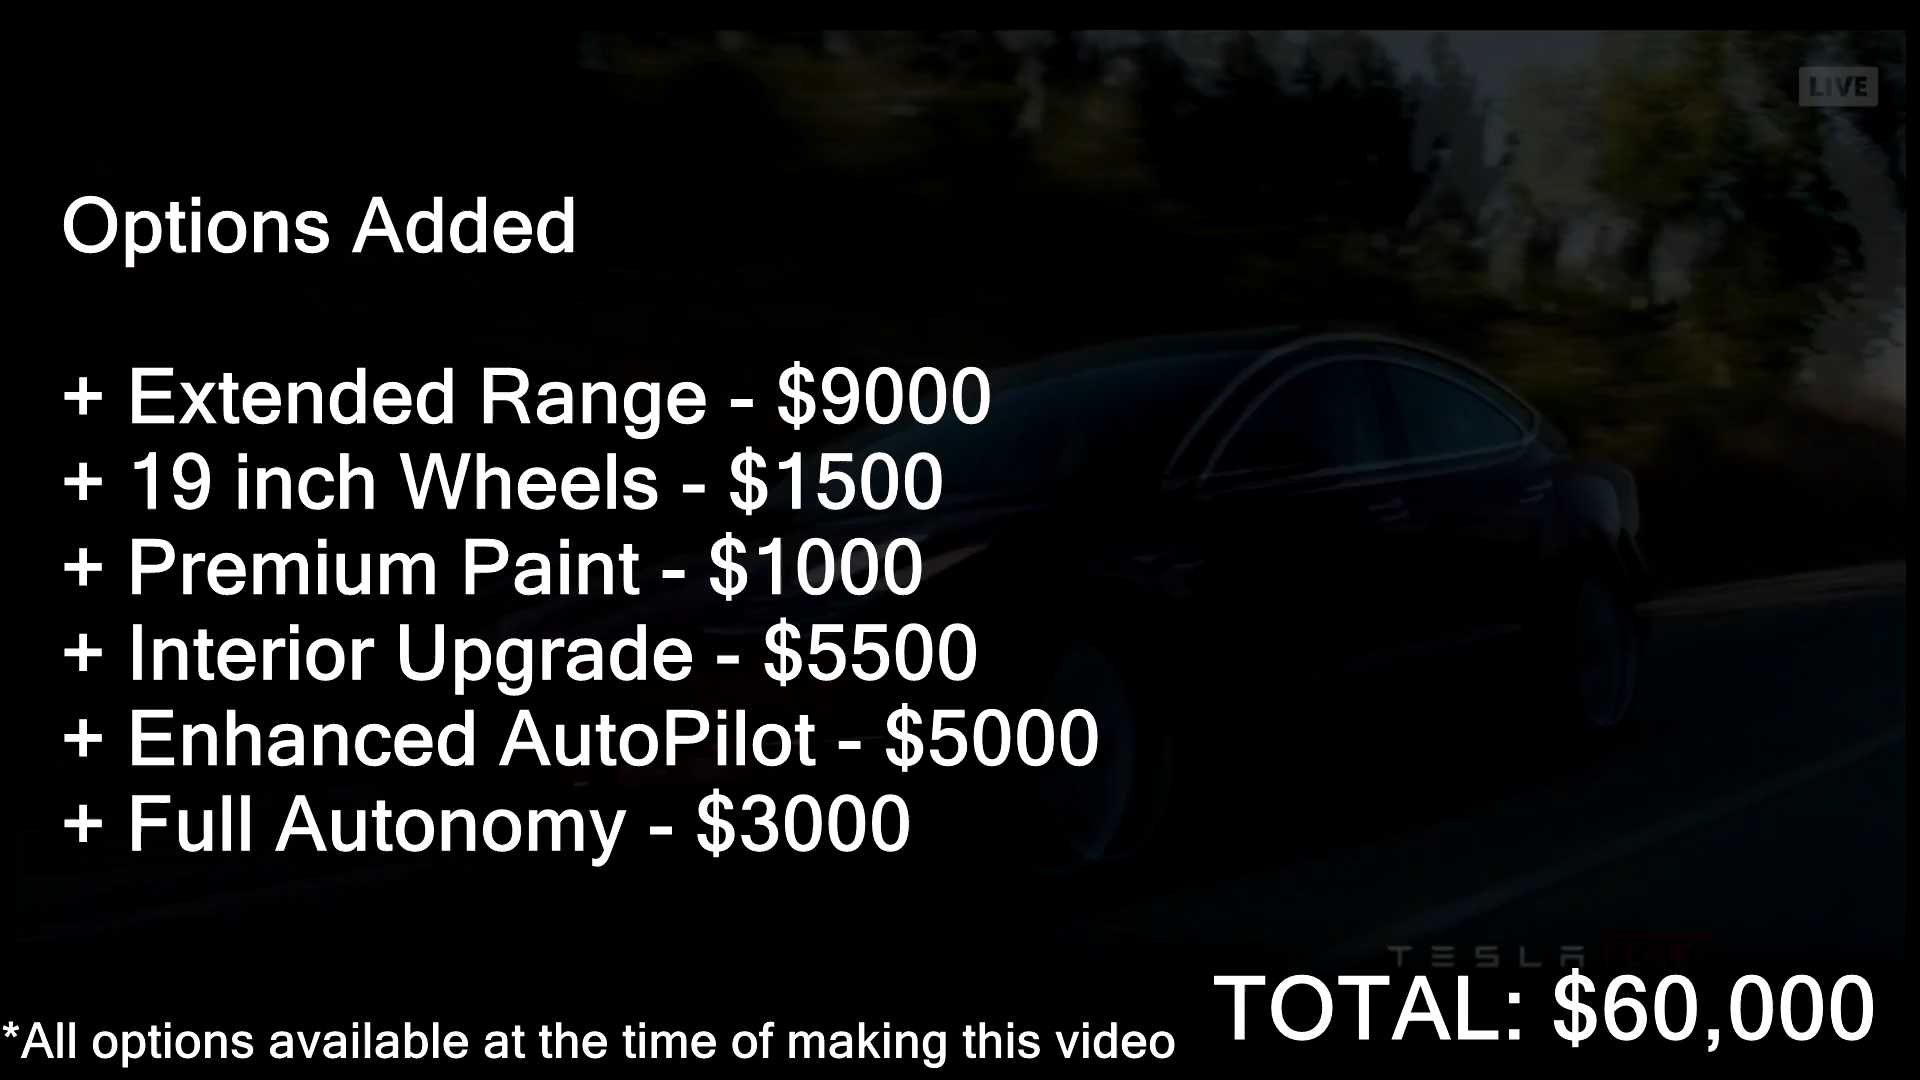 LIVE
Options Added
+ Extended Range - $9000
+ 19 inch Wheels - $1500
+ Premium Paint - $1000
+ Interior Upgrade - $5500
+ Enhanced AutoPilot - $5000
+ Full Autonomy - $3000
TESLA
TOTAL: $60,000
*All options available at the time of making this video